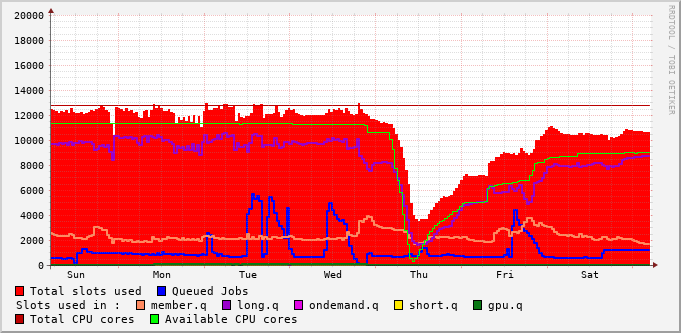 20000
18000
16000
14000
12000
10000
8000
6000
4000
2000
0
Sun Mon Tue Wed Thu Fri Sat
RRDTOOL / TOBI OETIKER
Total slots used Queued Jobs
Slots used in : member.q long.q ondemand.q short.q gpu.q
Total CPU cores Available CPU cores